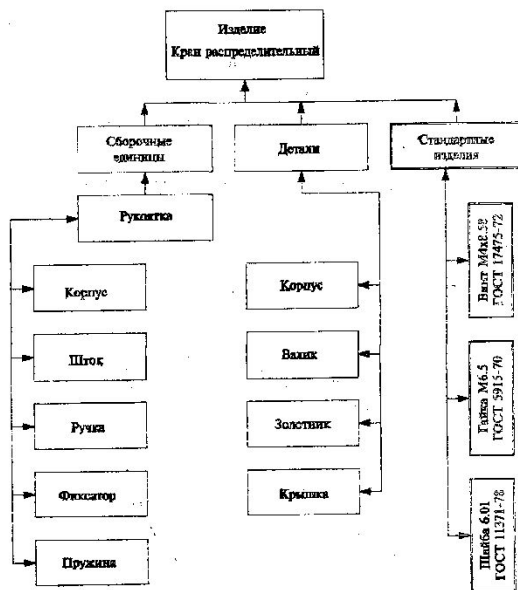 Изделие
Кран распределительный
Сборочные
единицы
Детали
Стандартные
изделия
Рукоятка
Корпус
Шток
Ручка
Фиксатор
Пружина
Корпус
Валик
Золотник
Крышка
Винт М4х8.58
ГОСТ 17475-72
Гайка М6.5
ГОСТ 5915-70
Шайба 6.01
ГОСТ 11371-78